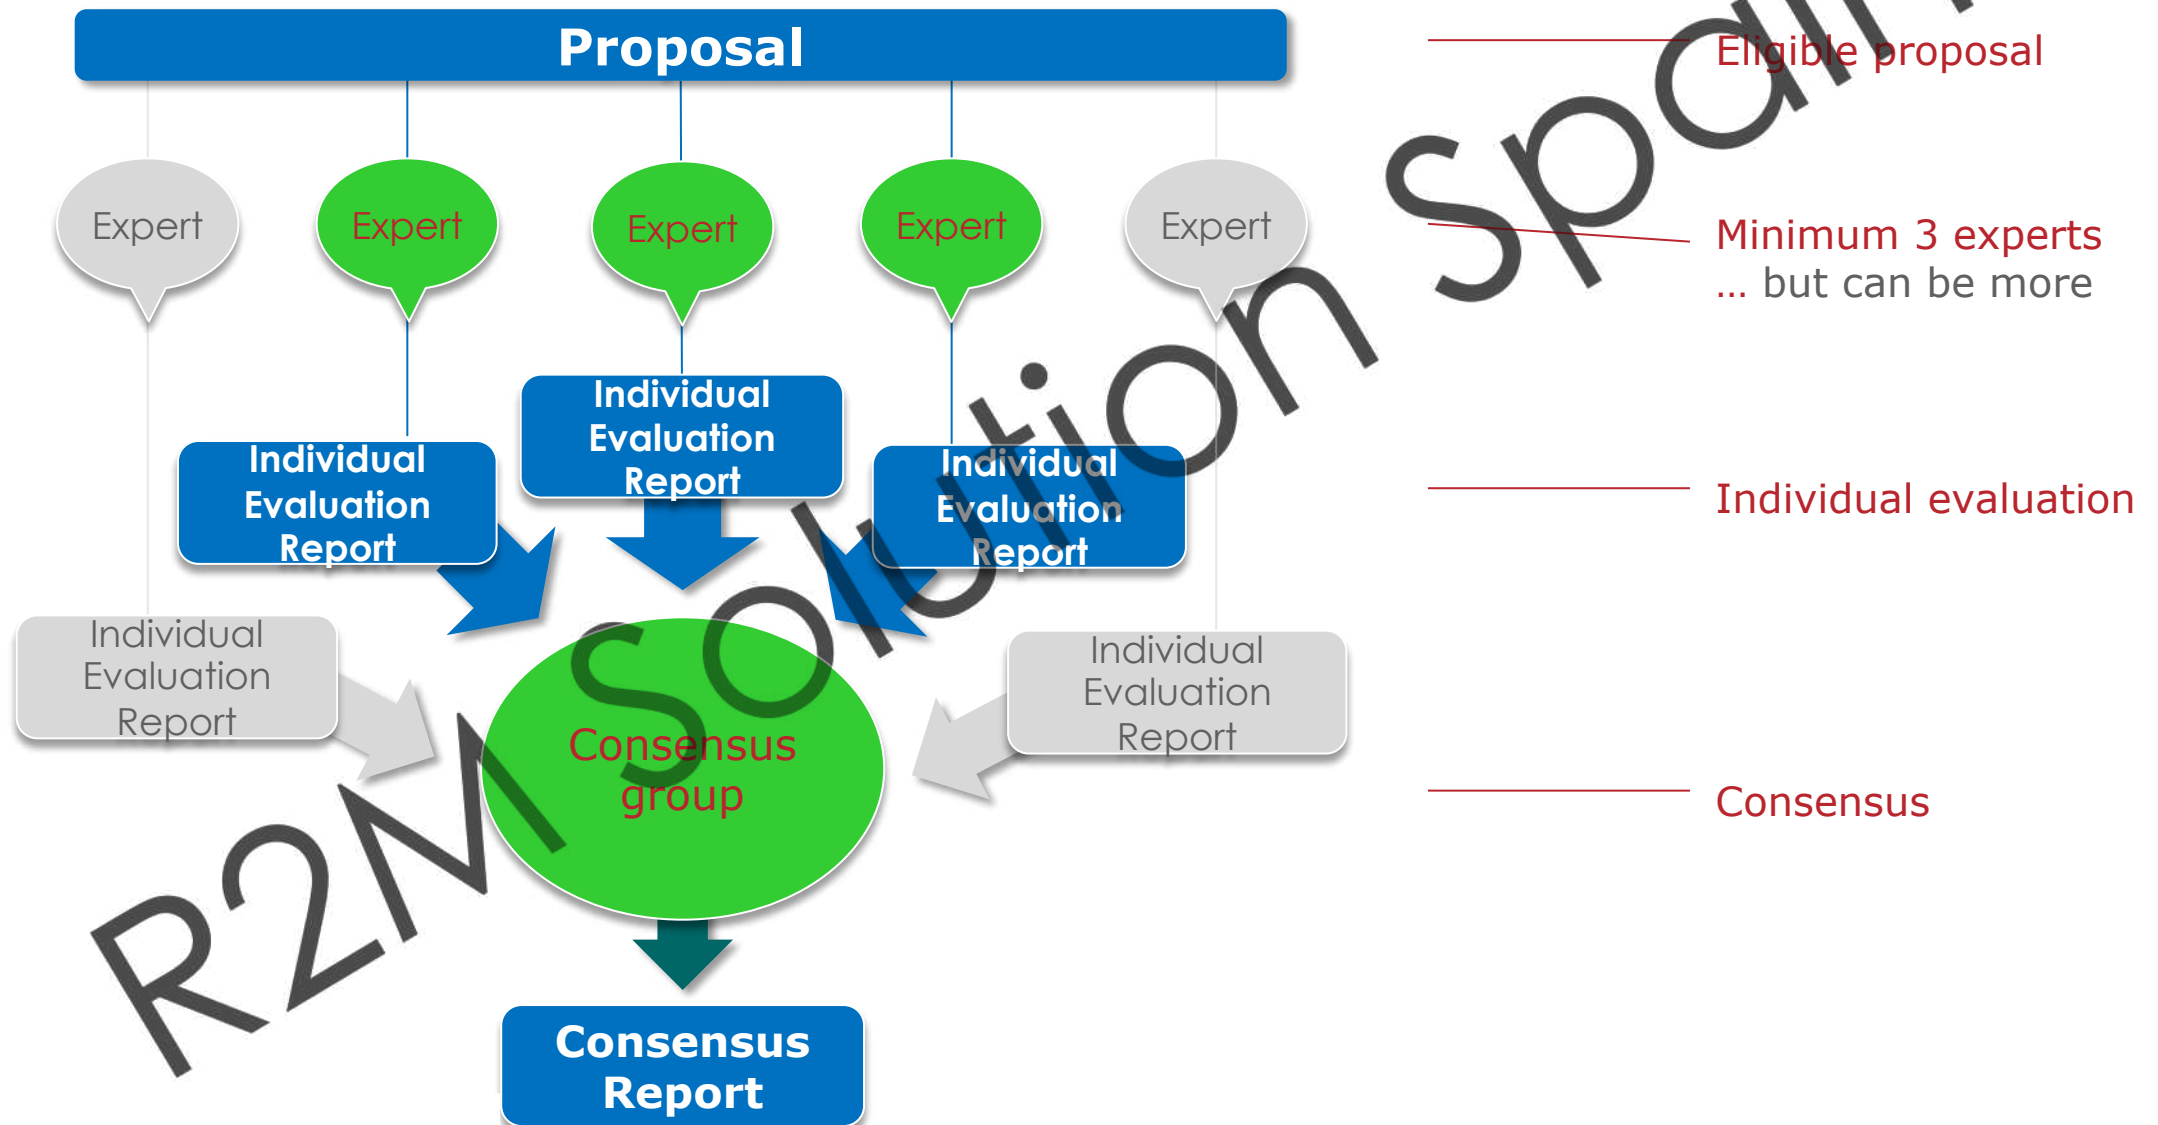 Proposal
Eligible proposal
Expert
Expert
Expert
Expert
Expert
Minimum 3 experts
... but can be more
Individual
Evaluation
Report
Individual
Evaluation
Report
Individual
Evaluation
Report
Individual evaluation
Individual
Evaluation
Report
Individual
Evaluation
Report
Consensus
group
Consensus
Consensus
Report
R2M Solution Spain